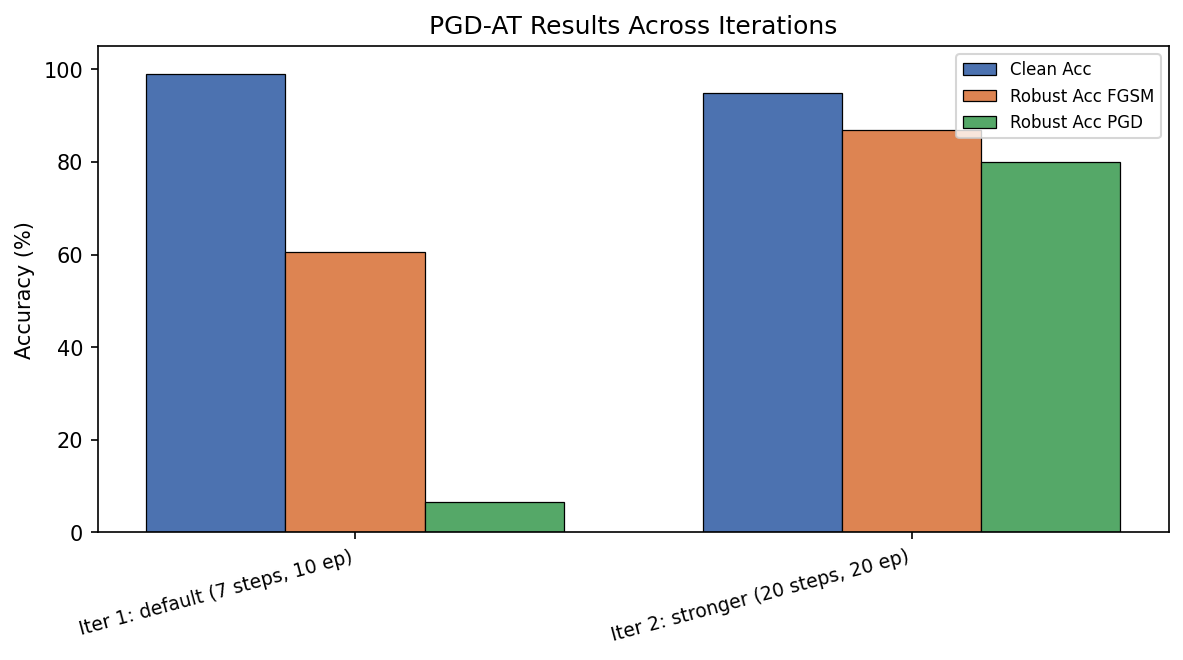 PGD-AT Results Across Iterations
Clean Acc
Robust Acc FGSM
Robust Acc PGD
Accuracy (%)
100
80
60
40
20
0
Iter 1: default (7 steps, 10 ep)
Iter 2: stronger (20 steps, 20 ep)